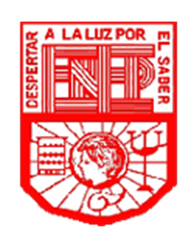 DESPERTAR A LA LUZ POR EL SABER
ENP